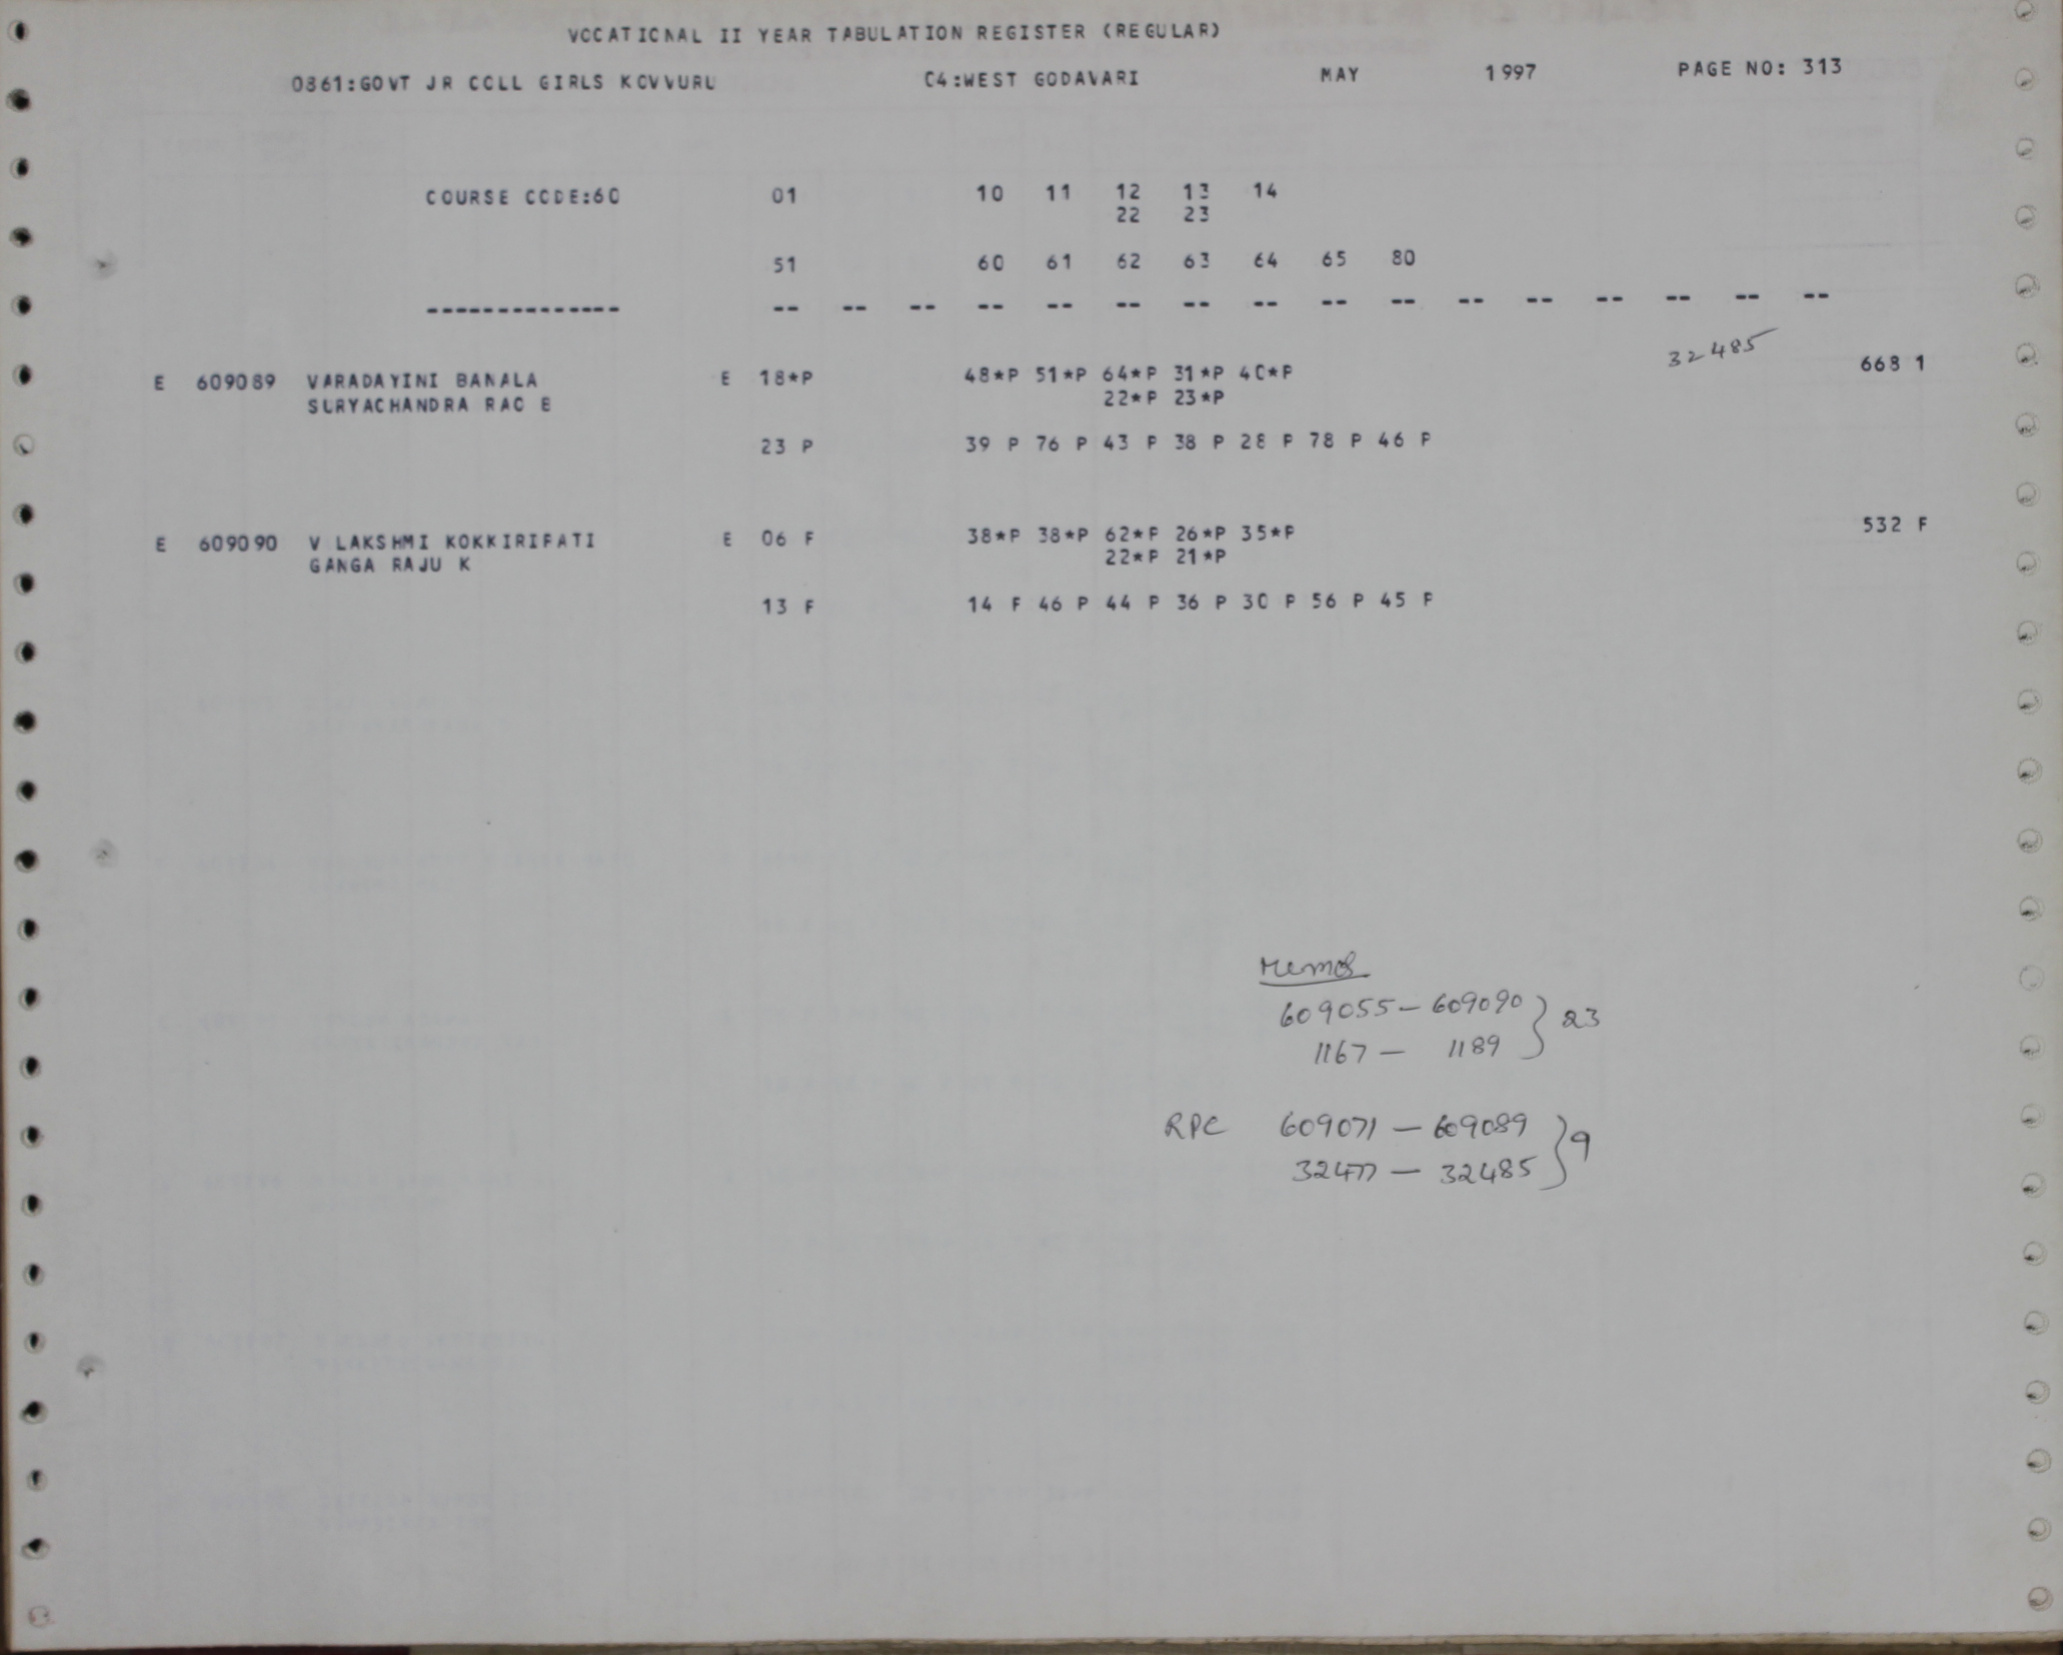 VOCATIONAL II YEAR TABULATION REGISTER (REGULAR)
0861:GOVT JR COLL GIRLS KOVVURU C4:WEST GODAVARI MAY 1997 PAGE NO: 313
COURSE CODE:60 01 10 11 12 13 14
22 23
51 60 61 62 63 64 65 80
-------------- -- -- -- -- -- -- -- -- -- -- -- -- -- -- -- --
32485
E 609089 VARADAYINI BANALA E 18*P 48*P 51*P 64*P 31*P 40*P 668 1
SURYACHANDRA RAO B 22*P 23*P
23 P 39 P 76 P 43 P 38 P 28 P 78 P 46 P
E 609090 V LAKSHMI KOKKIRIPATI E 06 F 38*P 38*P 62*P 26*P 35*P 532 F
GANGA RAJU K 22*P 21*P
13 F 14 F 46 P 44 P 36 P 30 P 56 P 45 P
Memos
609055 - 609090 } 23
1167 - 1189
RPC 609071 - 609089 } 9
32477 - 32485